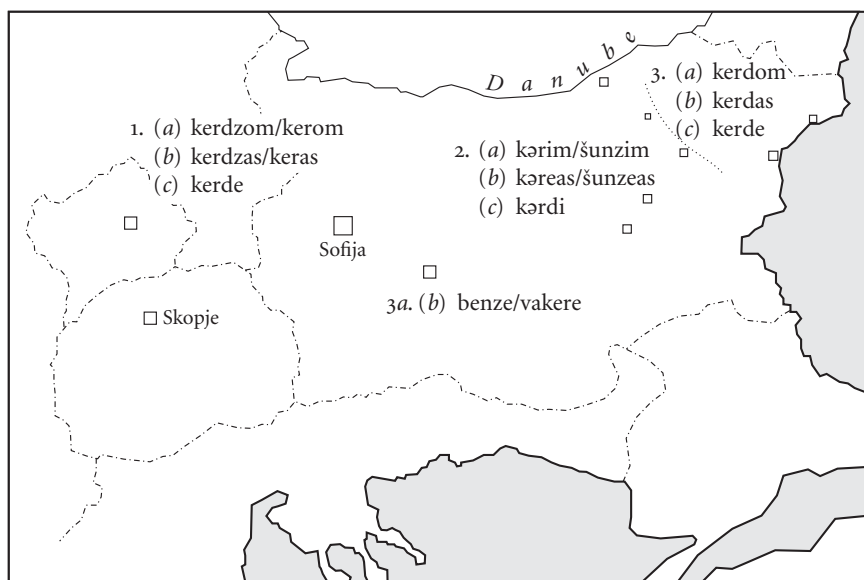 Danube
1. (a) kerdzom/kerom
(b) kerdzas/keras
(c) kerde
2. (a) kərim/šunzim
(b) kəreas/šunzeas
(c) kərdi
3. (a) kerdom
(b) kerdas
(c) kerde
Sofija
3a. (b) benze/vakere
Skopje